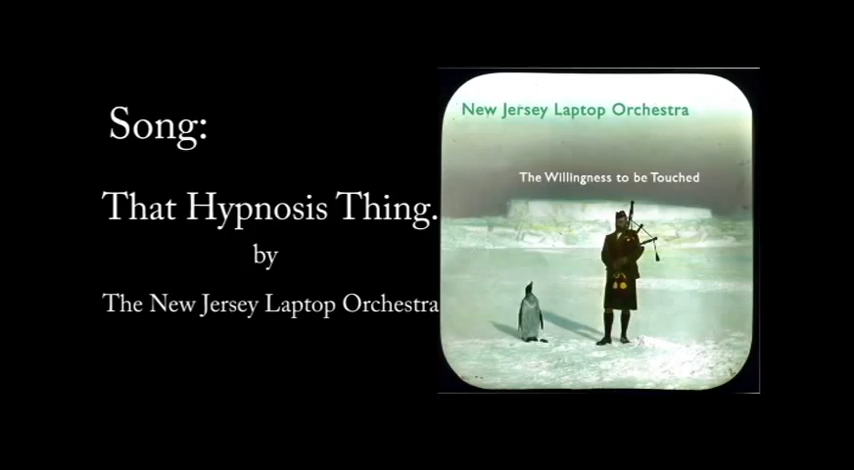 Song:
That Hypnosis Thing.
by
The New Jersey Laptop Orchestra
New Jersey Laptop Orchestra
The Willingness to be Touched